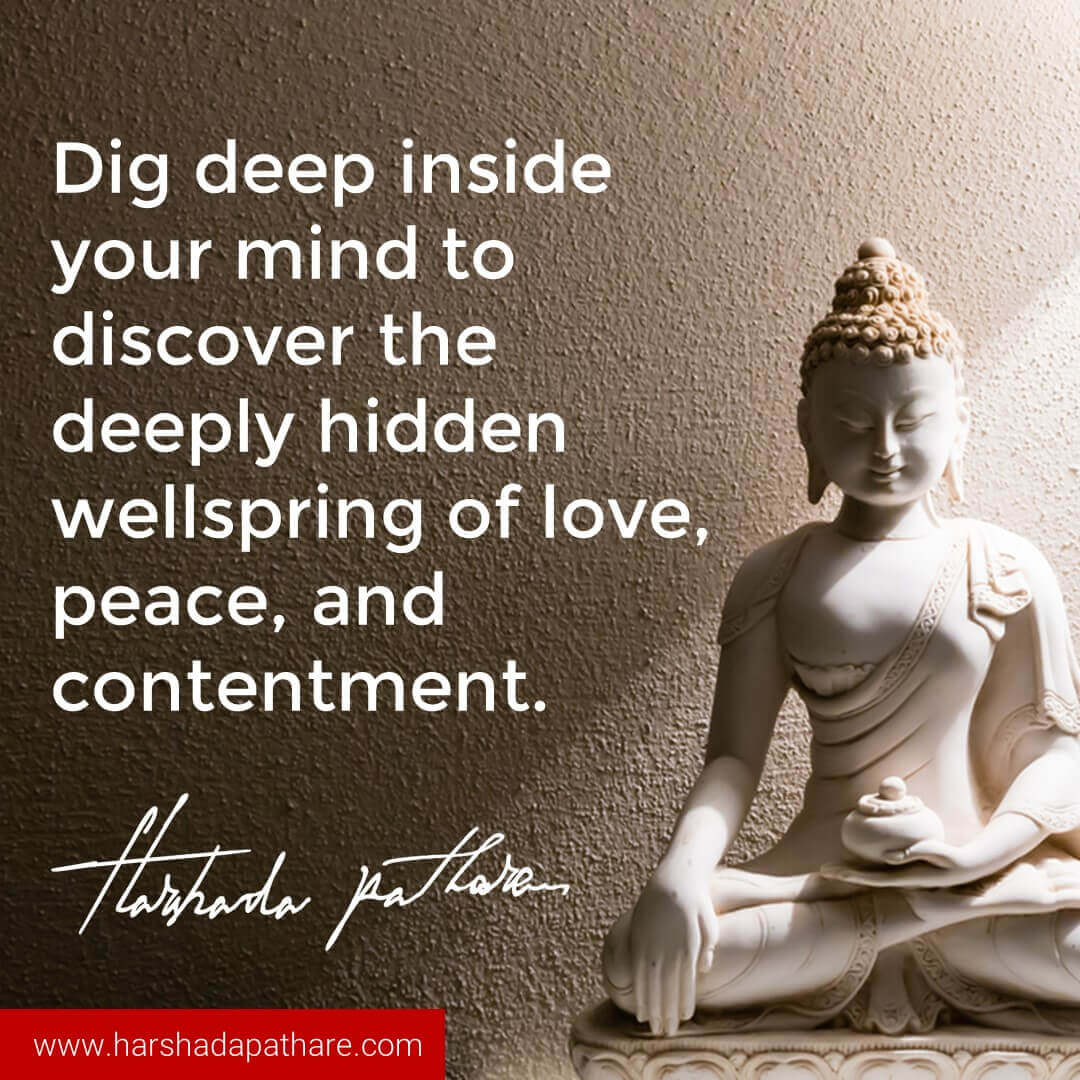 Dig deep inside
your mind to
discover the
deeply hidden
wellspring of love,
peace, and
contentment.
Harshada Pathare
www.harshadapathare.com